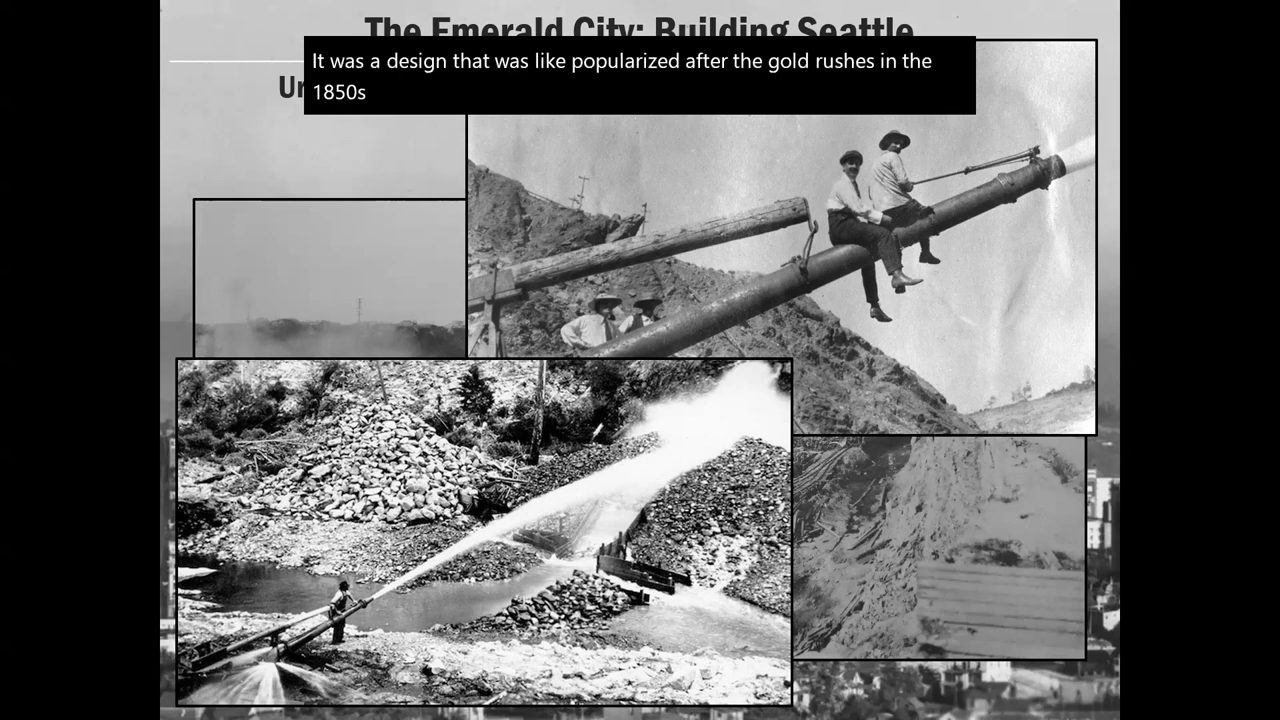 The Emerald City: Building Seattle
It was a design that was like popularized after the gold rushes in the
1850s